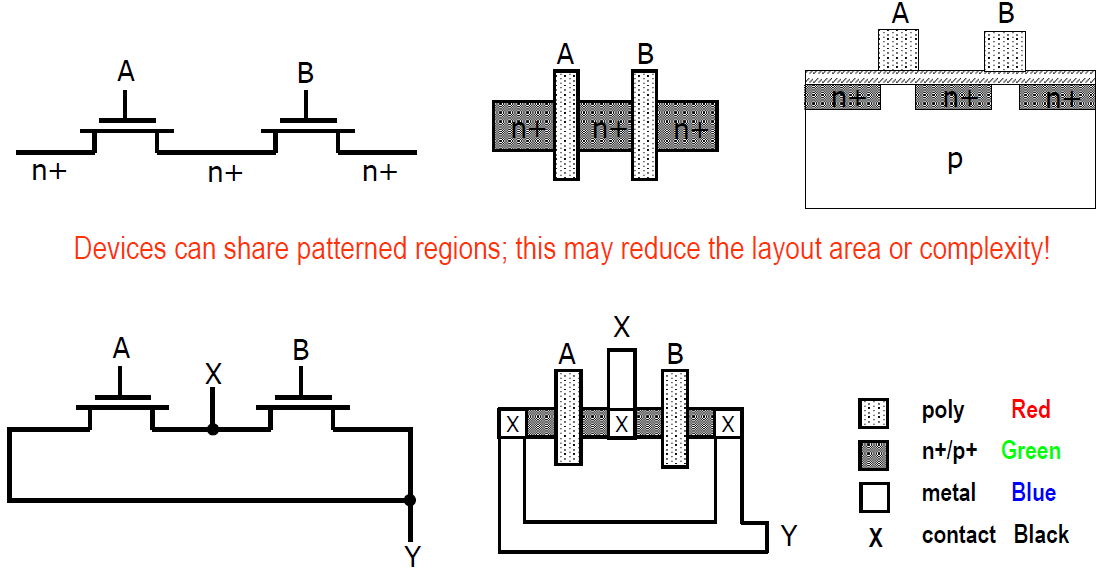 A B
n+ n+ n+
A B
n+ n+ n+
A B
n+ n+ n+
p
Devices can share patterned regions; this may reduce the layout area or complexity!
A X B
Y
X
A B
X X X
Y
poly Red
n+/p+ Green
metal Blue
X contact Black